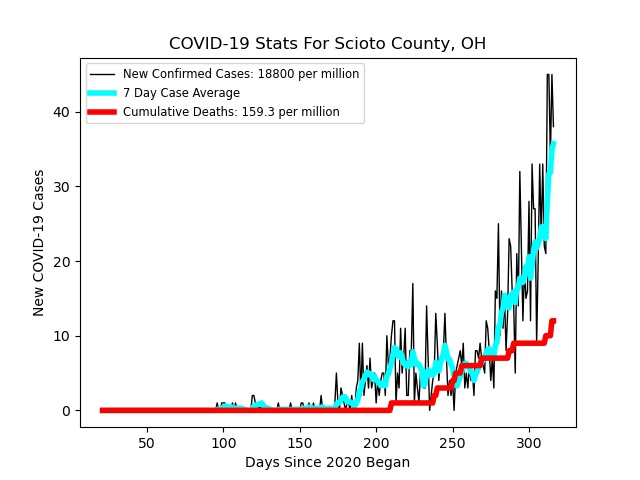 COVID-19 Stats For Scioto County, OH
New Confirmed Cases: 18800 per million
7 Day Case Average
Cumulative Deaths: 159.3 per million
New COVID-19 Cases
40
30
20
10
0
50 100 150 200 250 300
Days Since 2020 Began